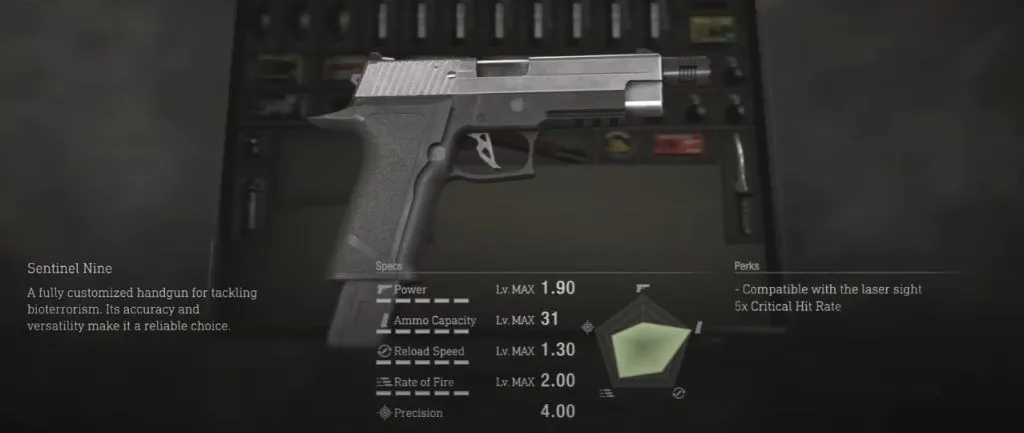 Sentinel Nine
A fully customized handgun for tackling
bioterrorism. Its accuracy and
versatility make it a reliable choice.
Specs
Power Lv. MAX 1.90
Ammo Capacity Lv. MAX 31
Reload Speed Lv. MAX 1.30
Rate of Fire Lv. MAX 2.00
Precision 4.00
Perks
- Compatible with the laser sight
5x Critical Hit Rate